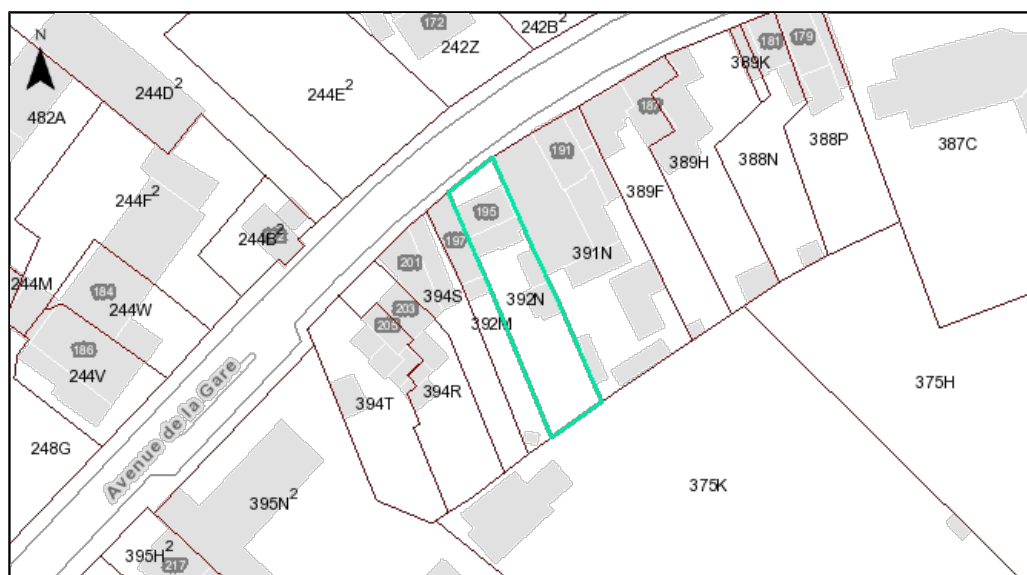 172
242B²
242Z
179
181
N
389K
244D²
244E²
482A
387C
388P
191
388N
389H
244F²
389F
195
244B²
197
391N
201
244M
184
392N
394S
203
244W
392M
205
186
244V
375H
394R
394T
Avenue de la Gare
248G
375K
395N²
395H²
217